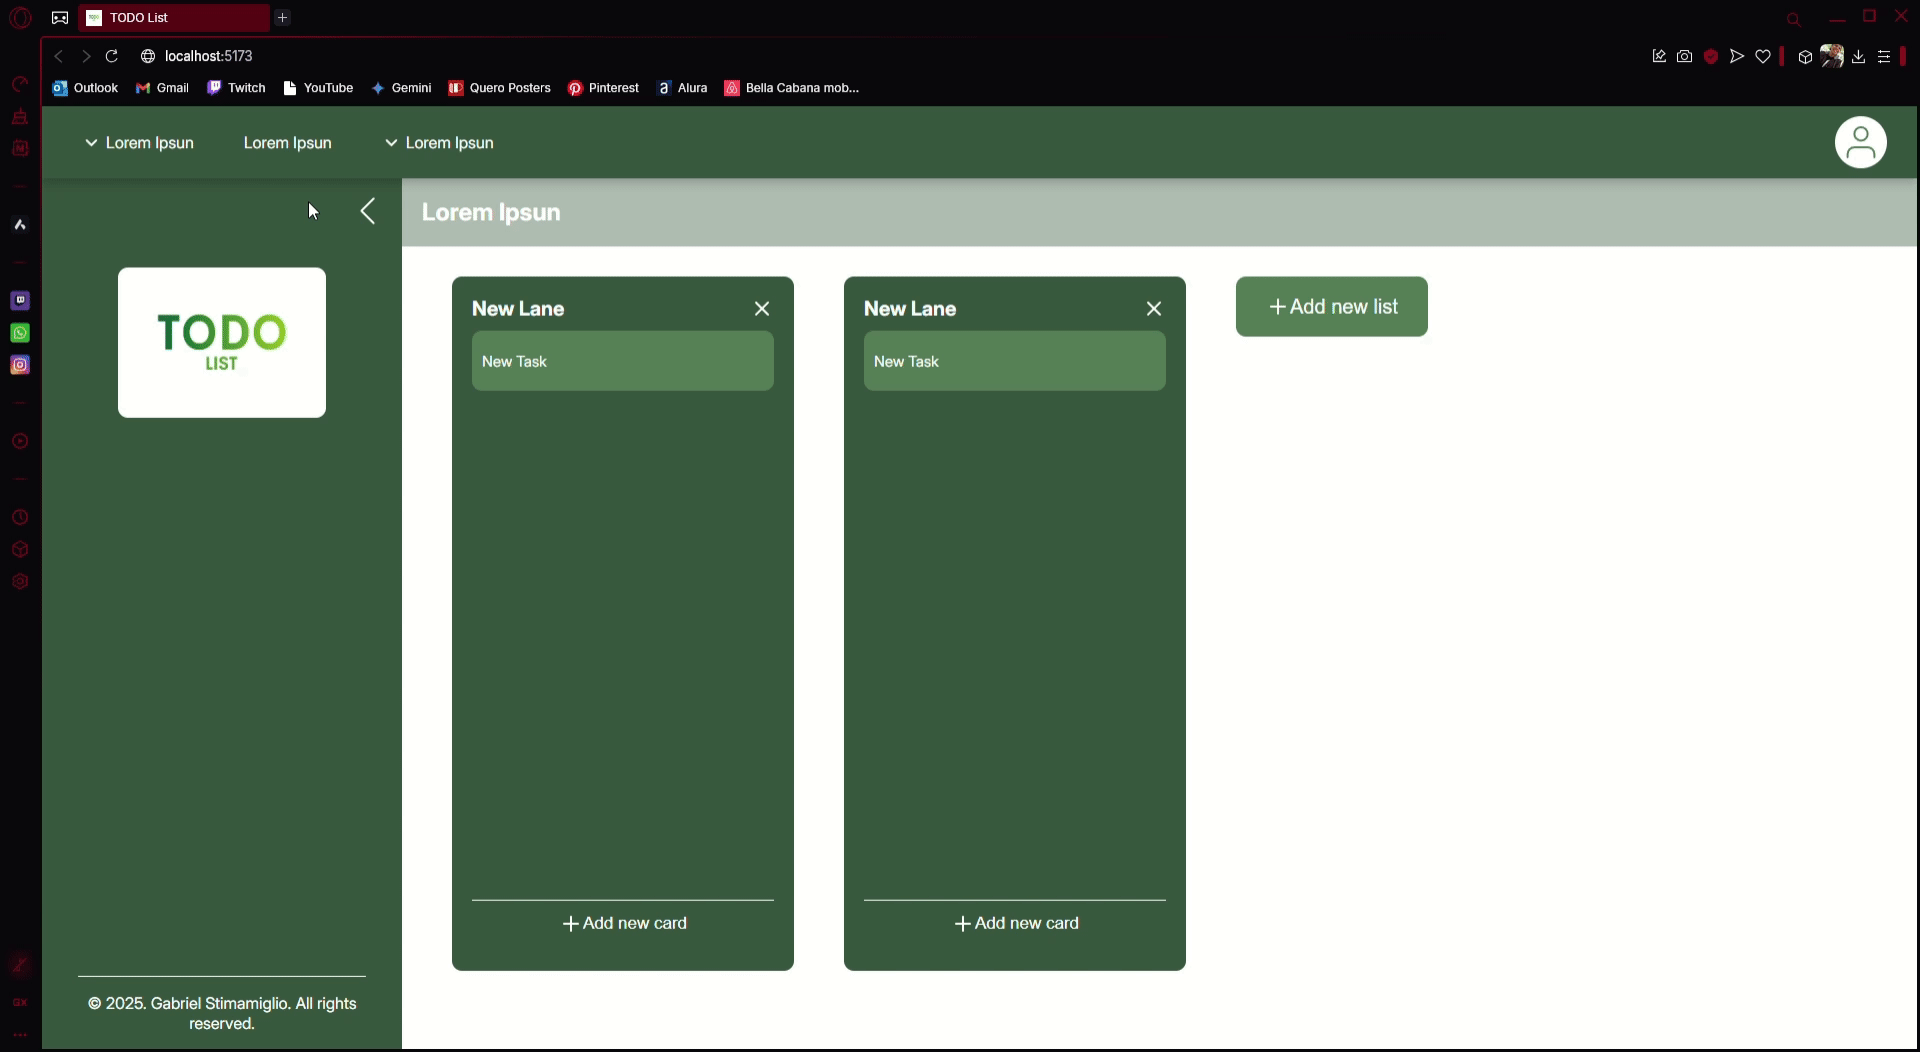 TODO List
localhost:5173
Outlook Gmail Twitch YouTube Gemini Quero Posters Pinterest Alura Bella Cabana mob...
Lorem Ipsun Lorem Ipsun Lorem Ipsun
Lorem Ipsun
TODO
LIST
New Lane
New Task
+ Add new card
New Lane
New Task
+ Add new card
+ Add new list
© 2025. Gabriel Stimamiglio. All rights
reserved.
GX